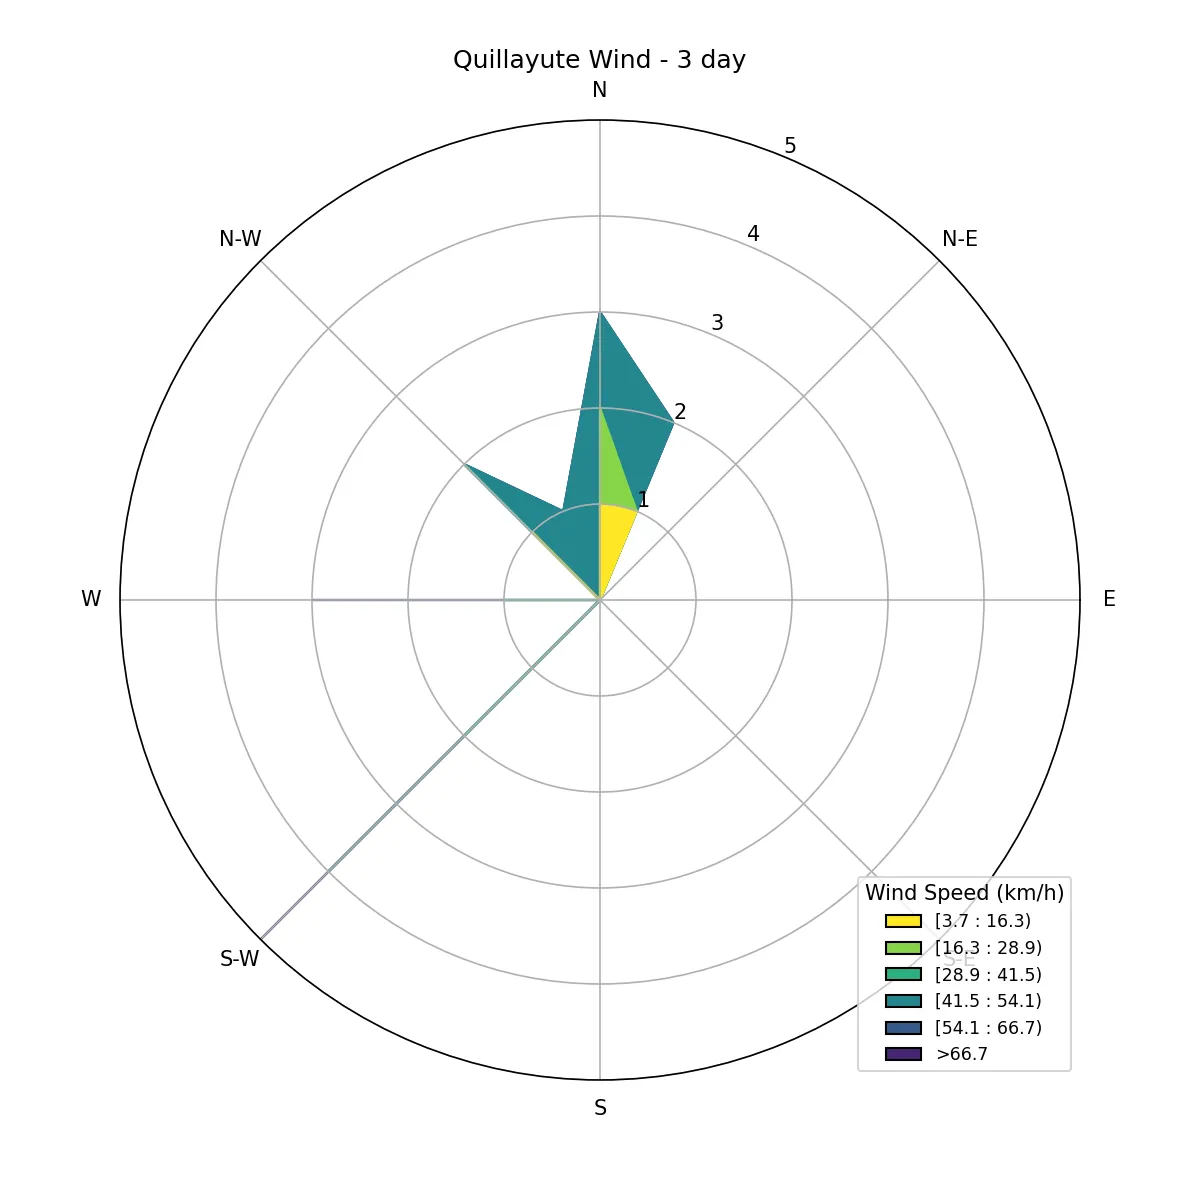 Quillayute Wind - 3 day
N
5
N-W
N-E
4
3
2
1
W
E
S-W
S-E
S
Wind Speed (km/h)
[3.7 : 16.3)
[16.3 : 28.9)
[28.9 : 41.5)
[41.5 : 54.1)
[54.1 : 66.7)
>66.7